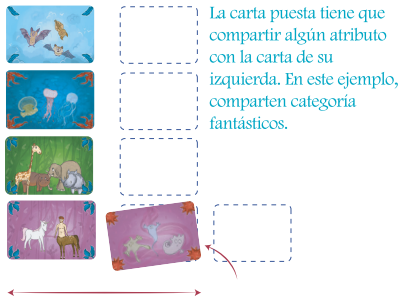 La carta puesta tiene que
compartir algún atributo
con la carta de su
izquierda. En este ejemplo,
comparten categoría
fantásticos.